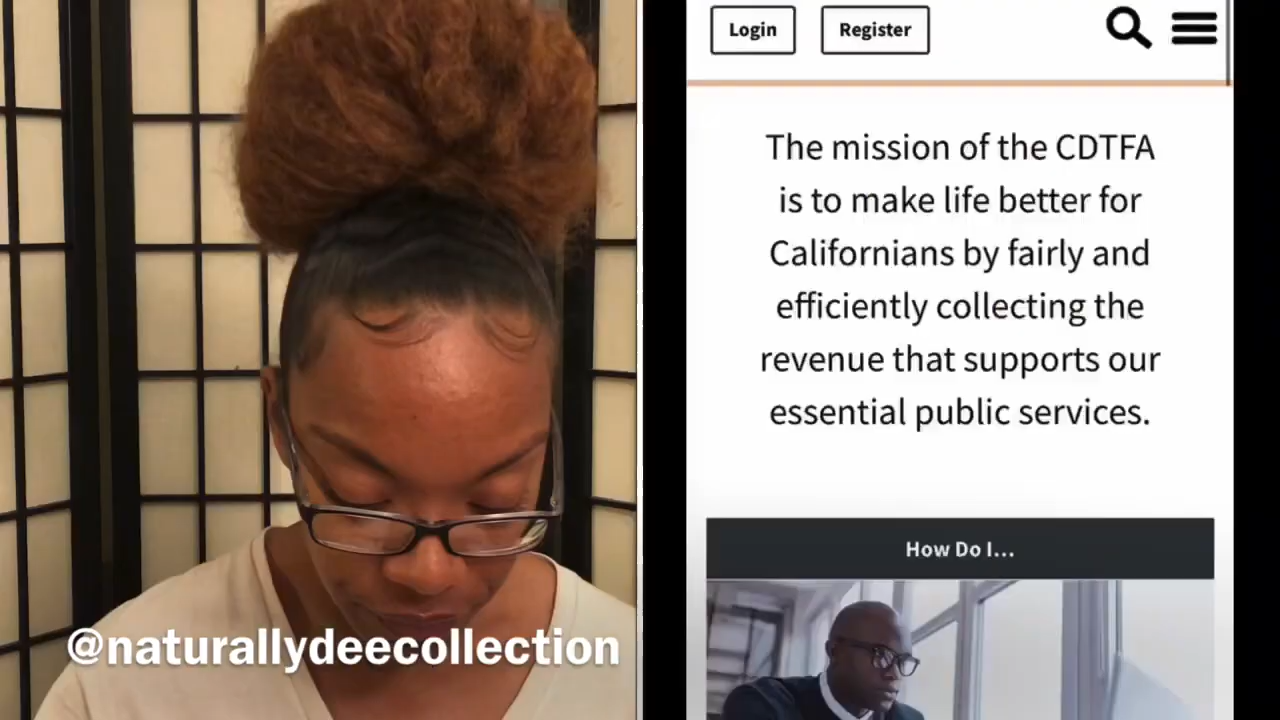 @naturallydeecollection
Login
Register
The mission of the CDTFA
is to make life better for
Californians by fairly and
efficiently collecting the
revenue that supports our
essential public services.
How Do I...